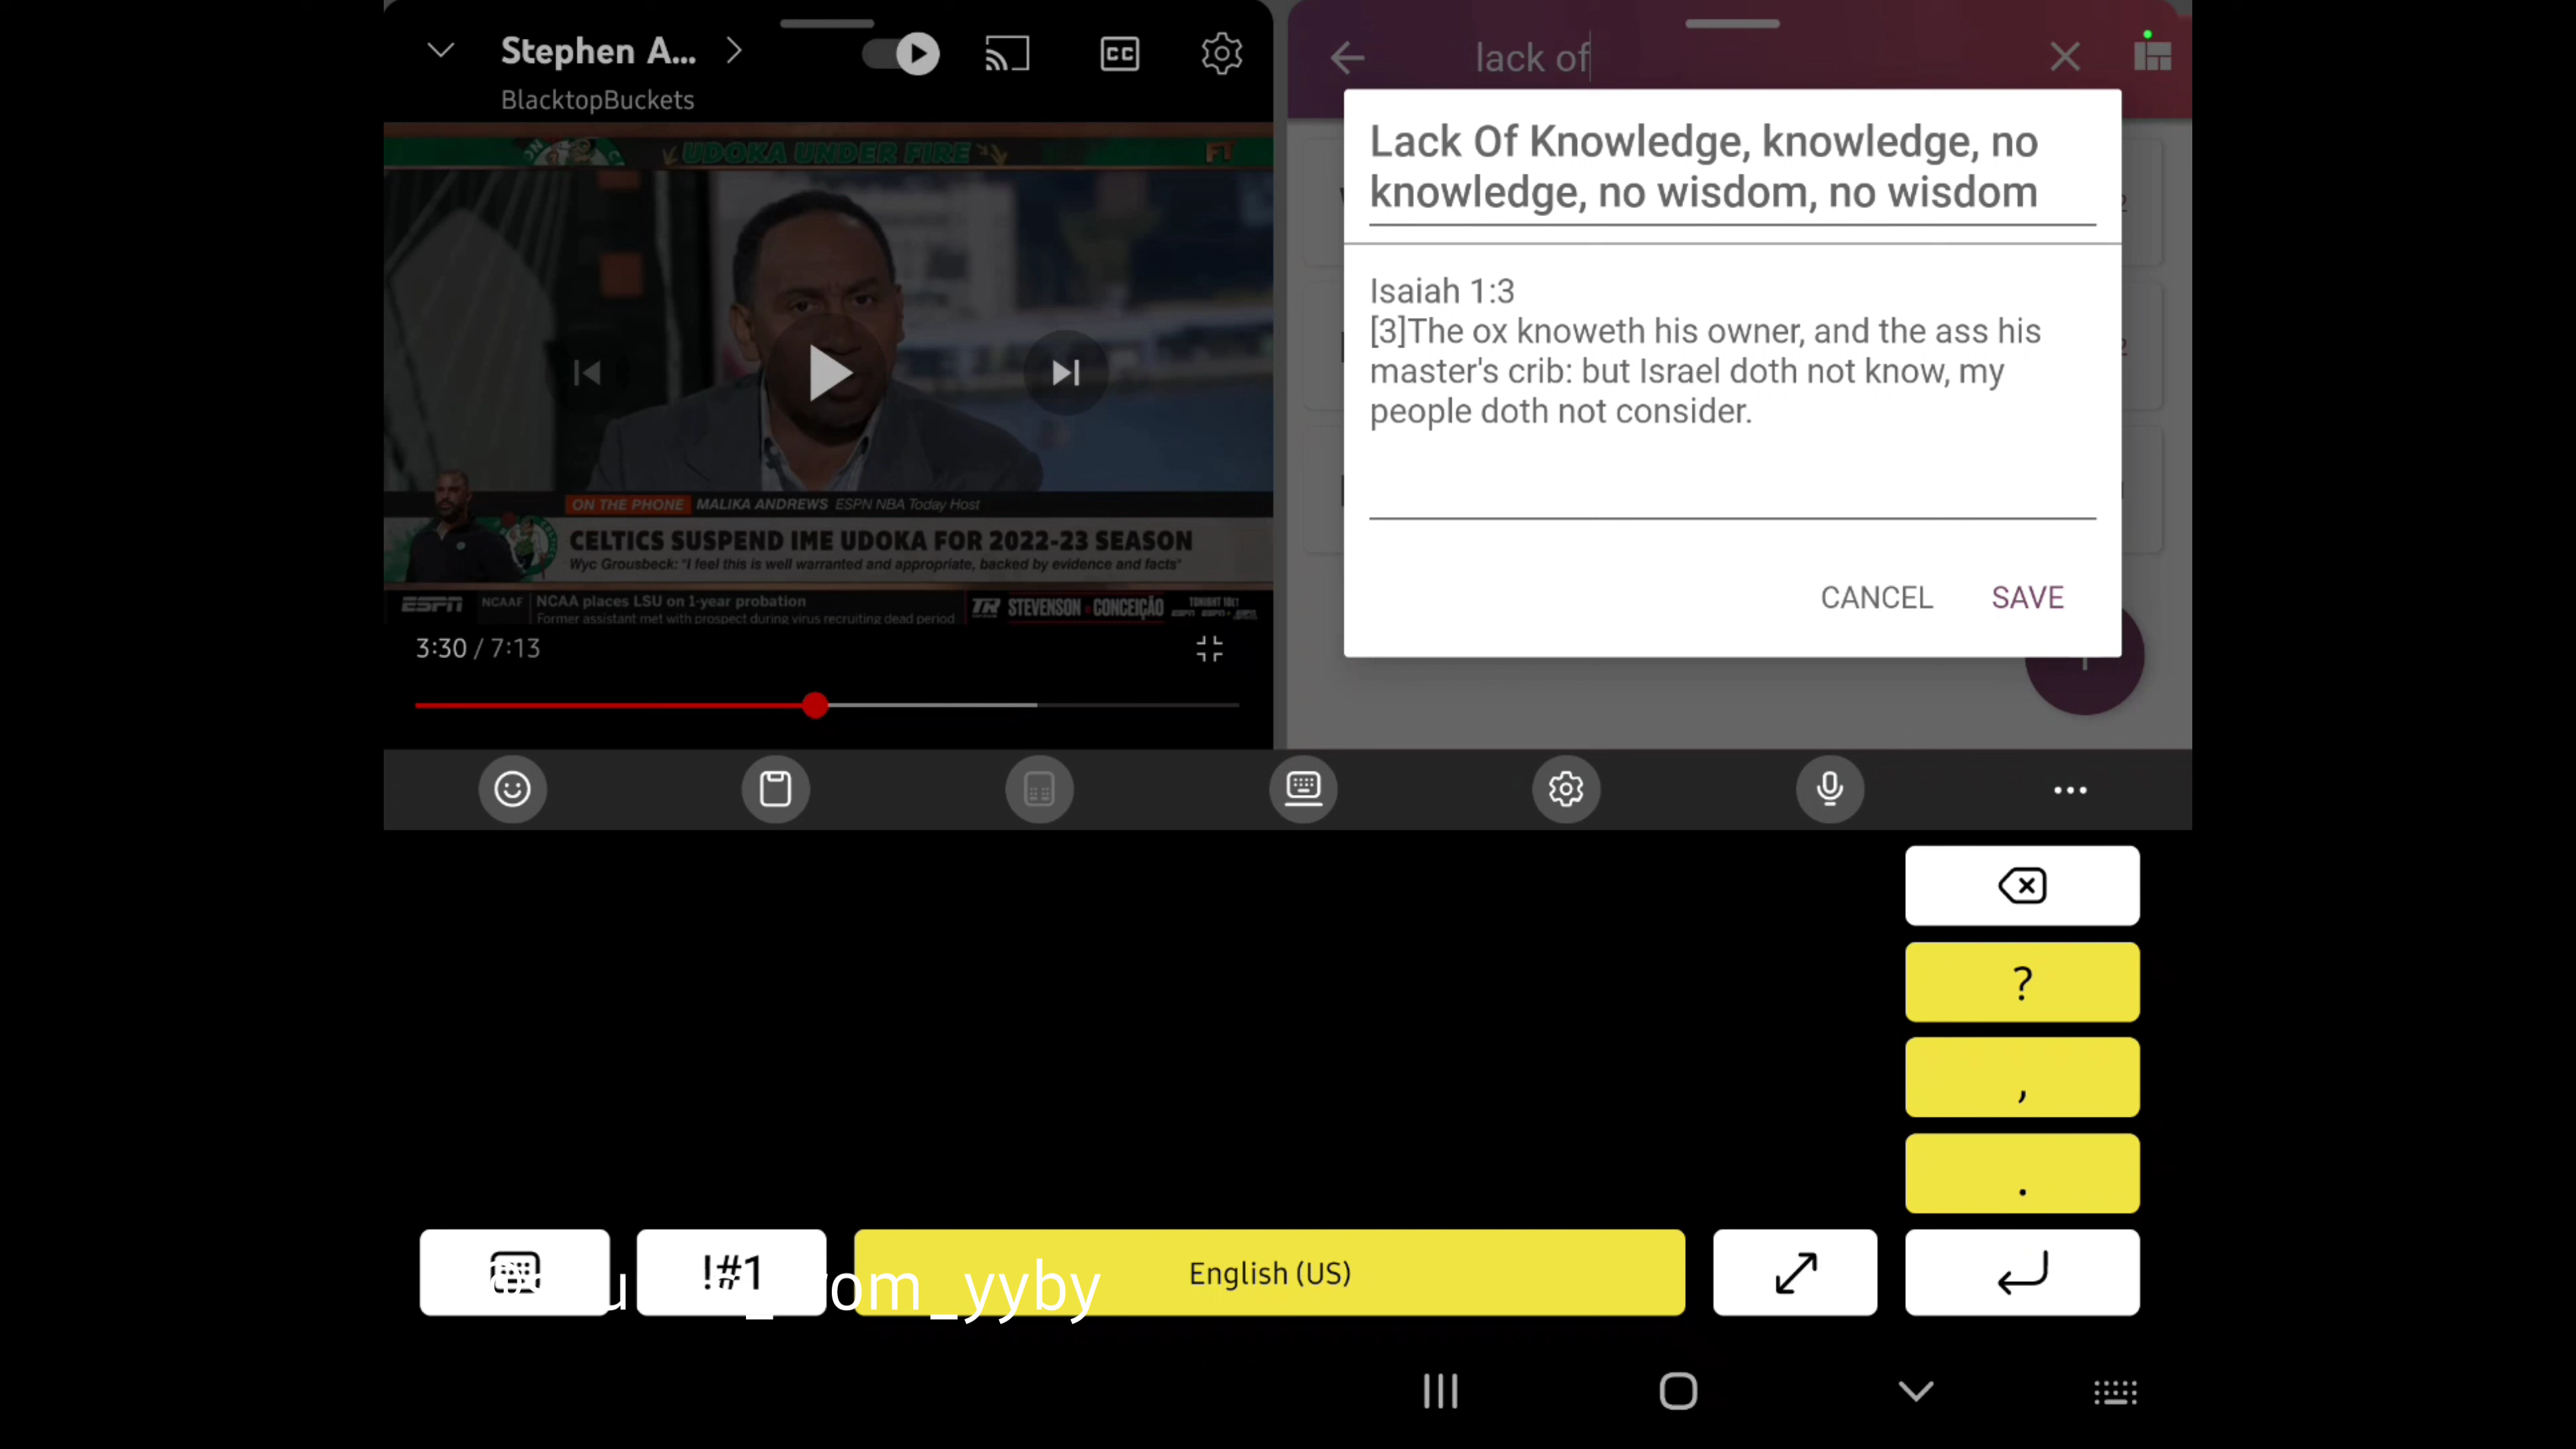 Stephen A...
BlacktopBuckets
UDOKA UNDER FIRE
FT
ON THE PHONE MALIKA ANDREWS ESPN NBA Today Host
CELTICS SUSPEND IME UDOKA FOR 2022-23 SEASON
Wyc Grousbeck: "I feel this is well warranted and appropriate, backed by evidence and facts"
ESPN NCAAF NCAA places LSU on 1-year probation
Former assistant met with prospect during virus recruiting dead period
TR STEVENSON CONCEIÇÃO TONIGHT 10ET
3:30 / 7:13
lack of
Lack Of Knowledge, knowledge, no
knowledge, no wisdom, no wisdom
Isaiah 1:3
[3]The ox knoweth his owner, and the ass his
master's crib: but Israel doth not know, my
people doth not consider.
CANCEL SAVE
?
,
.
!#1 English (US)
om_yyby